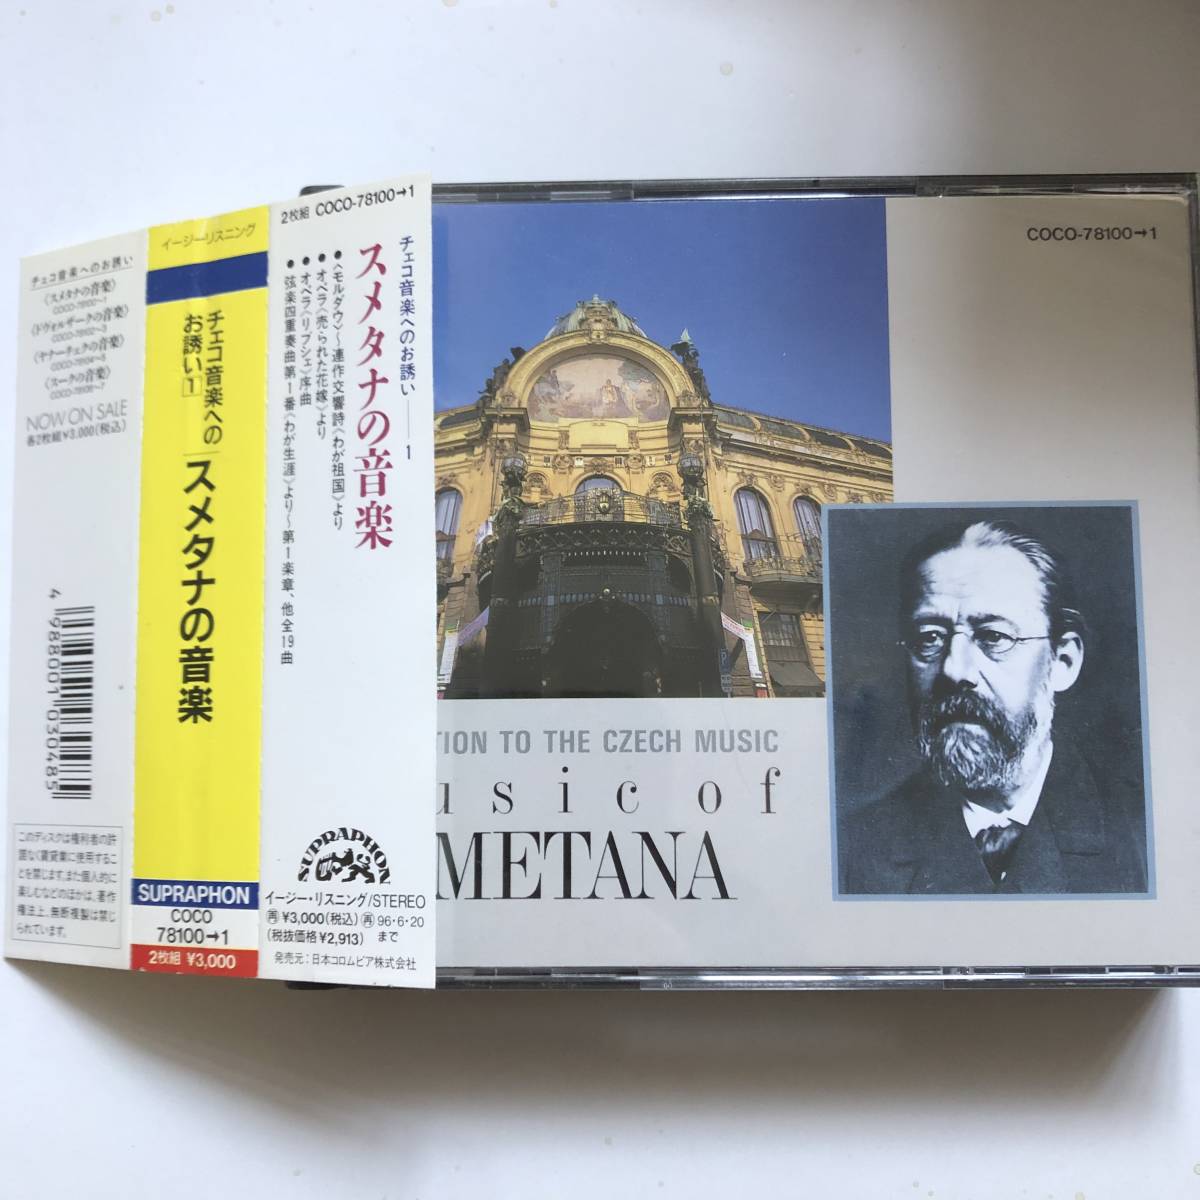 チェコ音楽へのお誘い
《スメタナの音楽》
COCO-78100~1
《ドヴォルザークの音楽》
COCO-78102~3
《ヤナーチェクの音楽》
COCO-78104~5
《スークの音楽》
COCO-78106~7
NOW ON SALE
各2枚組¥3,000(税込)
4 988001 030485
このディスクは権利者の許
諾なく賃貸業に使用するこ
とを禁じます。また個人的に
楽しむなどのほかは、著作
権法上、無断複製は禁じ
られています。
イージーリスニング
チェコ音楽への
お誘い1
スメタナの音楽
SUPRAPHON
COCO
78100→1
2枚組 ¥3,000
2枚組 COCO-78100→1
チェコ音楽へのお誘い——1
スメタナの音楽
●《モルダウ》~連作交響詩《わが祖国》より
●オペラ《売られた花嫁》より
●オペラ《リブシェ》序曲
●弦楽四重奏曲第1番《わが生涯》より~第1楽章、他全19曲
SUPRAPHON
イージー・リスニング/STEREO
再 ¥3,000(税込) 再 96・6・20
(税抜価格¥2,913) まで
発売元:日本コロムビア株式会社
COCO-78100→1
TION TO THE CZECH MUSIC
usic of
METANA